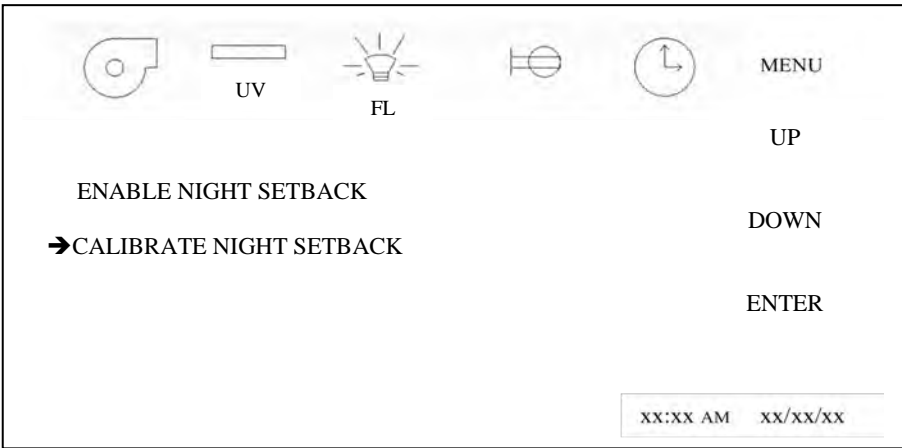 MENU
UV
FL
UP
ENABLE NIGHT SETBACK
DOWN
➔CALIBRATE NIGHT SETBACK
ENTER
xx:xx AM xx/xx/xx